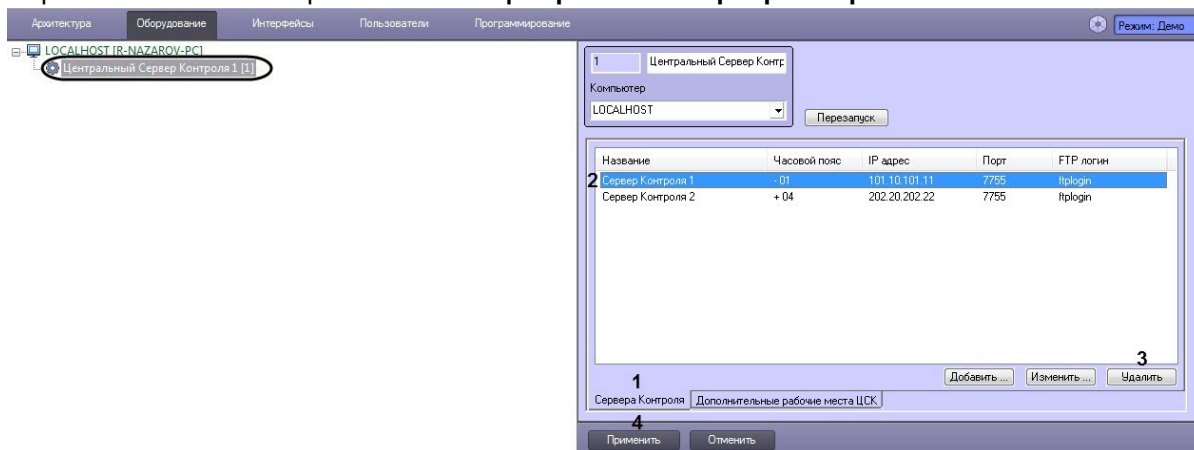 Архитектура Оборудование Интерфейсы Пользователи Программирование Режим: Демо
LOCALHOST [R-NAZAROV-PC]
Центральный Сервер Контроля 1 [1]
1 Центральный Сервер Контр
Компьютер
LOCALHOST
Перезапуск
Название Часовой пояс IP адрес Порт FTP логин
2 Сервер Контроля 1 - 01 101.10.101.11 7755 ftplogin
Сервер Контроля 2 + 04 202.20.202.22 7755 ftplogin
3
Добавить ... Изменить ... Удалить
1
Сервера Контроля Дополнительные рабочие места ЦСК
4
Применить Отменить